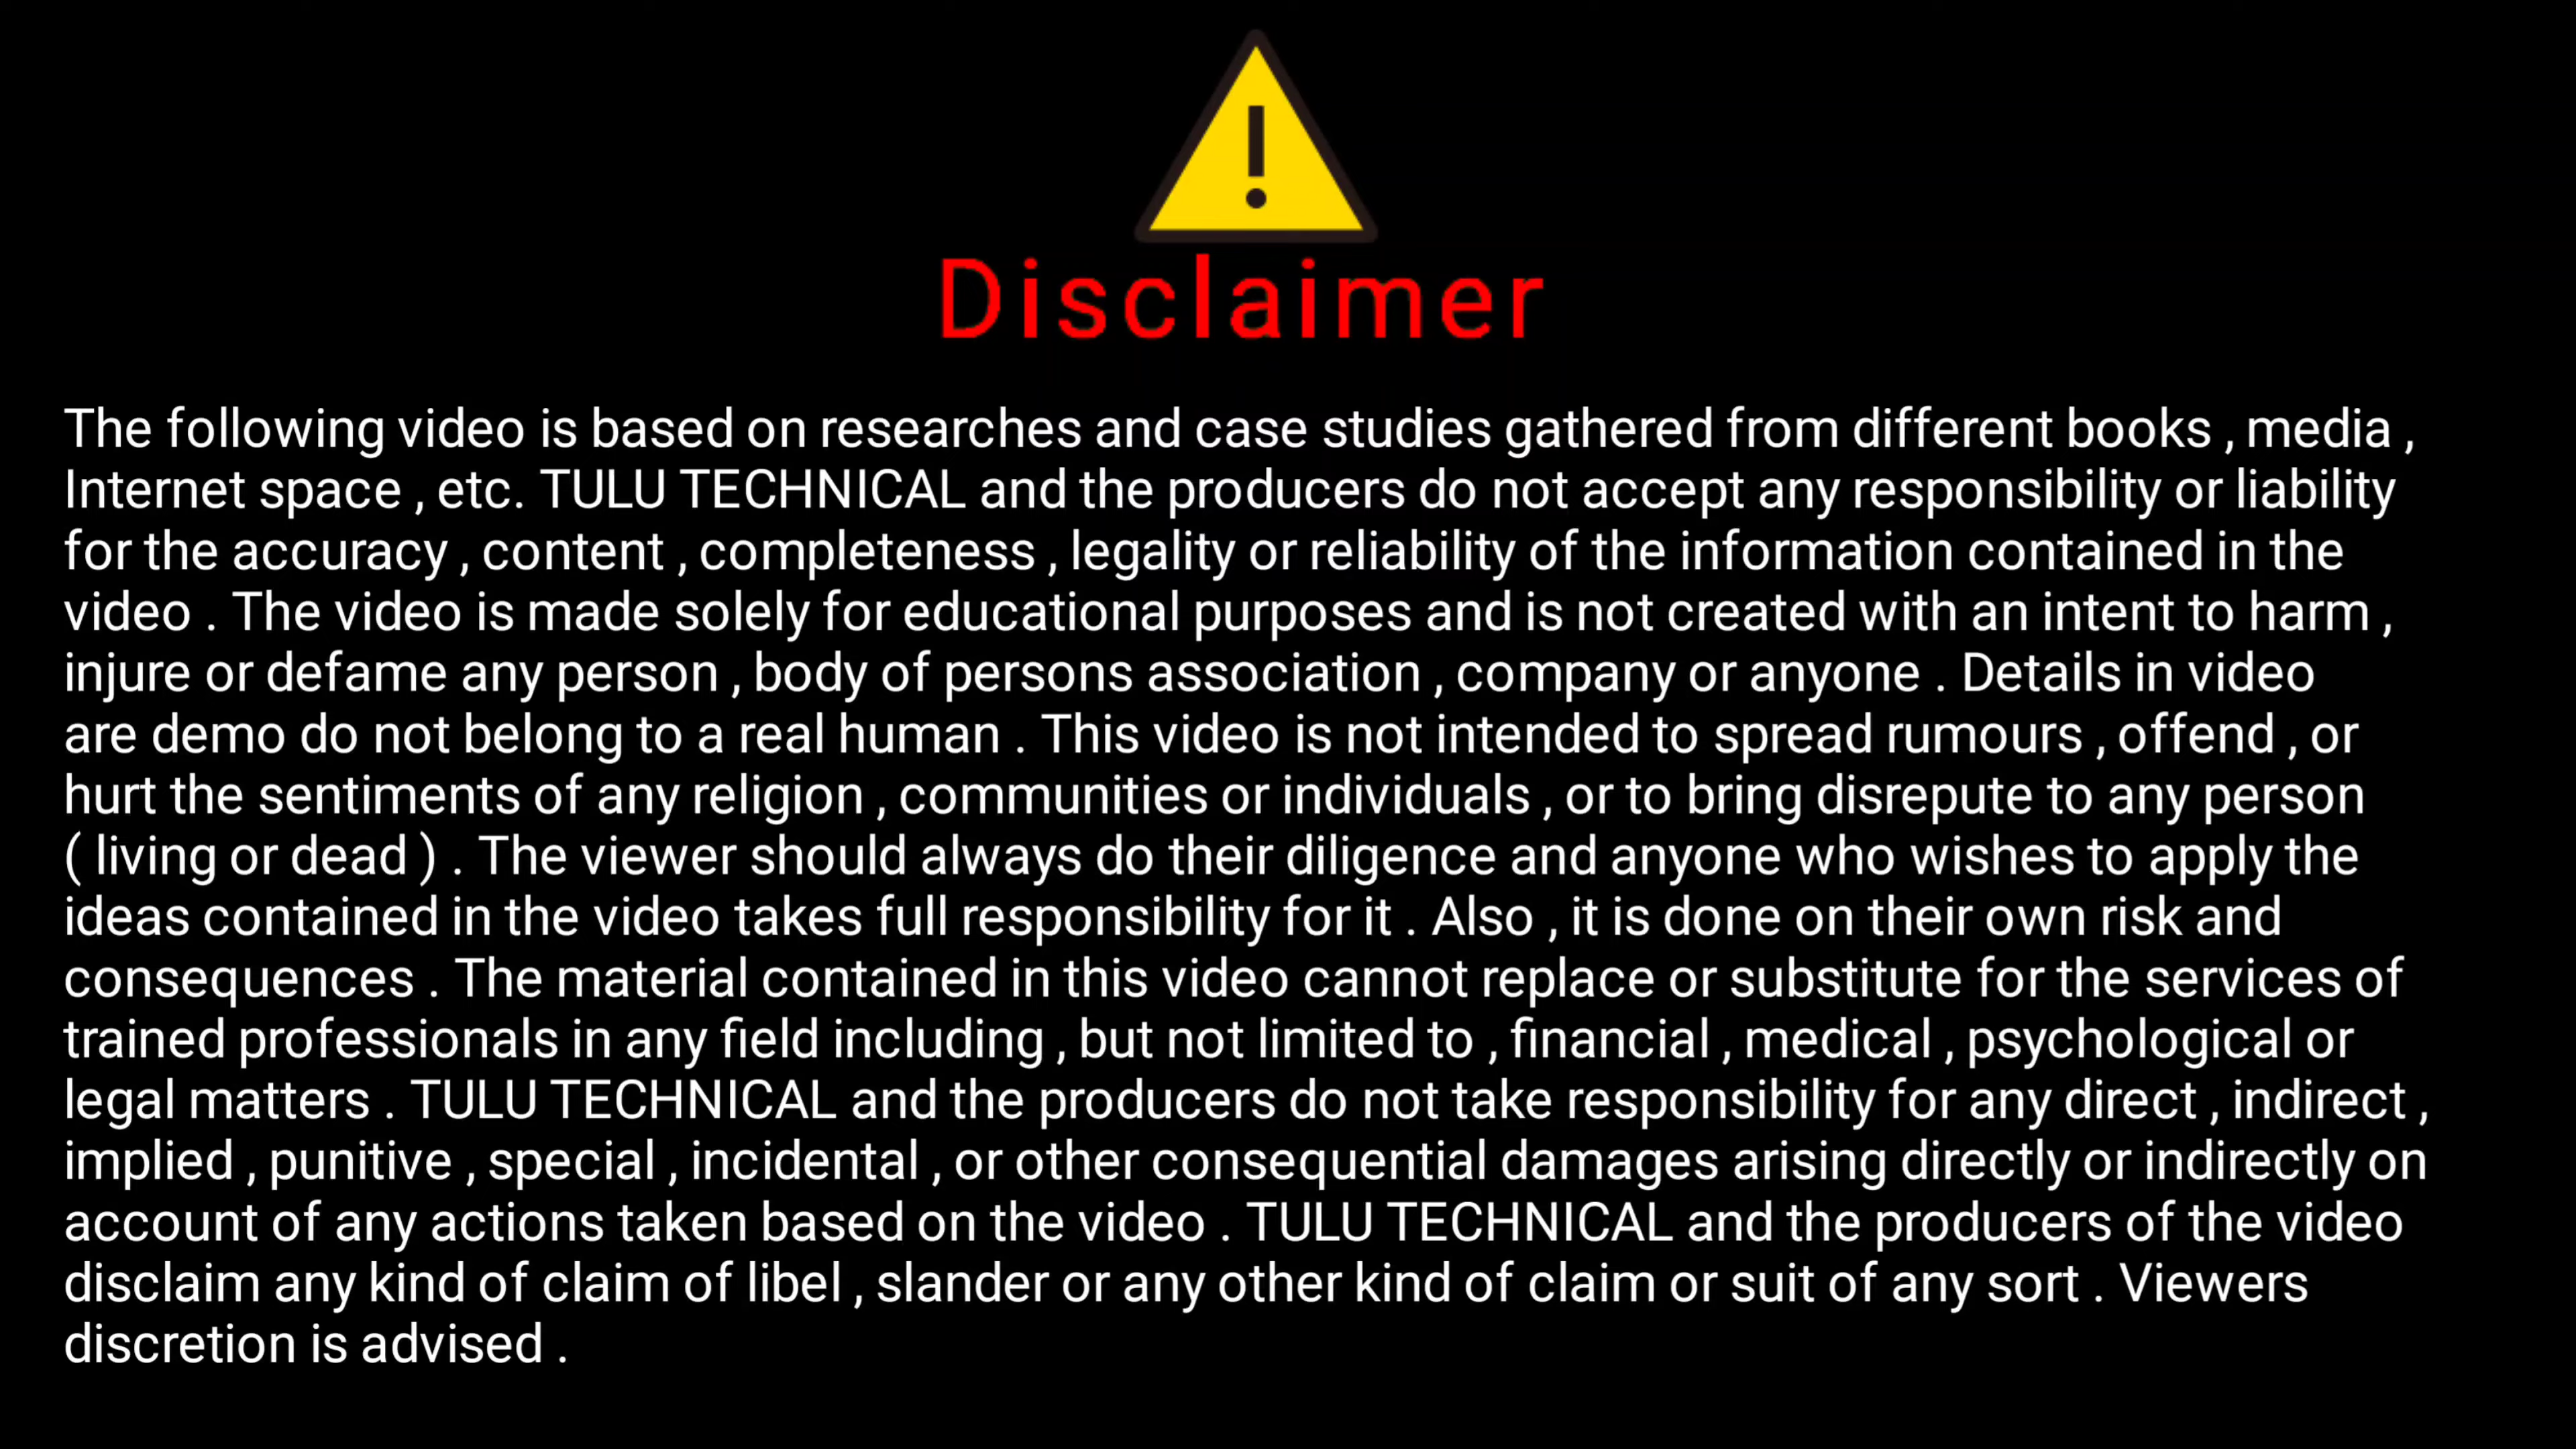 !
Disclaimer
The following video is based on researches and case studies gathered from different books , media ,
Internet space , etc. TULU TECHNICAL and the producers do not accept any responsibility or liability
for the accuracy , content , completeness , legality or reliability of the information contained in the
video . The video is made solely for educational purposes and is not created with an intent to harm ,
injure or defame any person , body of persons association , company or anyone . Details in video
are demo do not belong to a real human . This video is not intended to spread rumours , offend , or
hurt the sentiments of any religion , communities or individuals , or to bring disrepute to any person
( living or dead ) . The viewer should always do their diligence and anyone who wishes to apply the
ideas contained in the video takes full responsibility for it . Also , it is done on their own risk and
consequences . The material contained in this video cannot replace or substitute for the services of
trained professionals in any field including , but not limited to , financial , medical , psychological or
legal matters . TULU TECHNICAL and the producers do not take responsibility for any direct , indirect ,
implied , punitive , special , incidental , or other consequential damages arising directly or indirectly on
account of any actions taken based on the video . TULU TECHNICAL and the producers of the video
disclaim any kind of claim of libel , slander or any other kind of claim or suit of any sort . Viewers
discretion is advised .